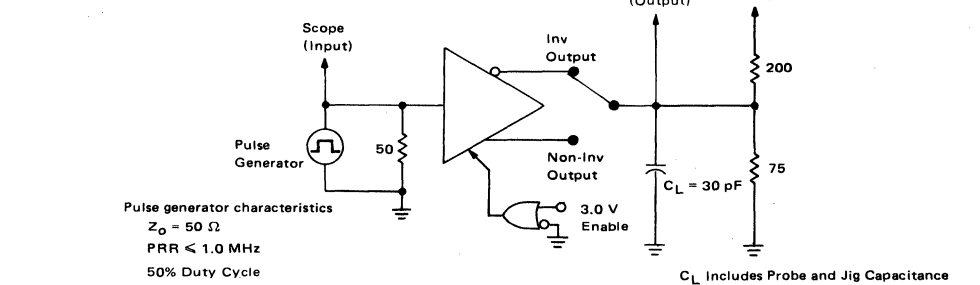 (Output)
Scope
(Input)
Inv
Output
200
Pulse
Generator
50
Non-Inv
Output
75
C_L = 30 pF
3.0 V
Enable
Pulse generator characteristics
Z_o = 50 Ω
PRR ⩽ 1.0 MHz
50% Duty Cycle
C_L Includes Probe and Jig Capacitance